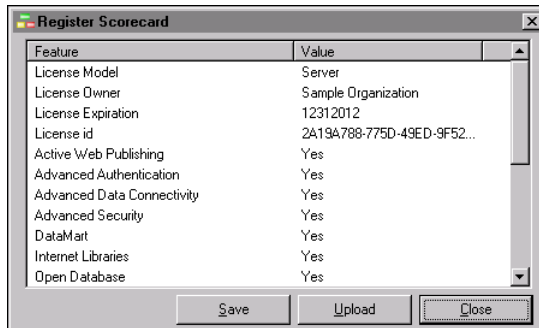 Register Scorecard
Feature Value
License Model Server
License Owner Sample Organization
License Expiration 12312012
License id 2A19A788-775D-49ED-9F52...
Active Web Publishing Yes
Advanced Authentication Yes
Advanced Data Connectivity Yes
Advanced Security Yes
DataMart Yes
Internet Libraries Yes
Open Database Yes
Save Upload Close